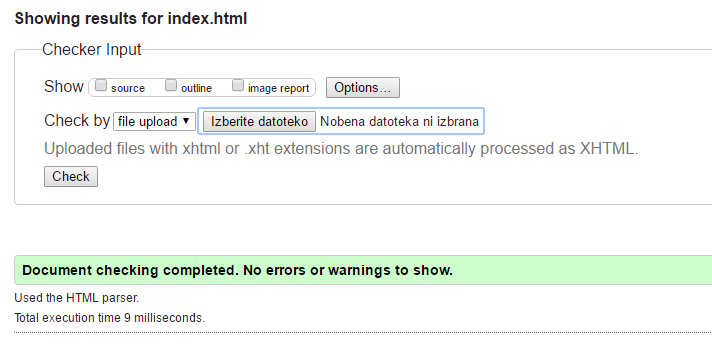 Showing results for index.html
Checker Input
Show source outline image report Options...
Check by file upload Izberite datoteko Nobena datoteka ni izbrana
Uploaded files with xhtml or .xht extensions are automatically processed as XHTML.
Check
Document checking completed. No errors or warnings to show.
Used the HTML parser.
Total execution time 9 milliseconds.